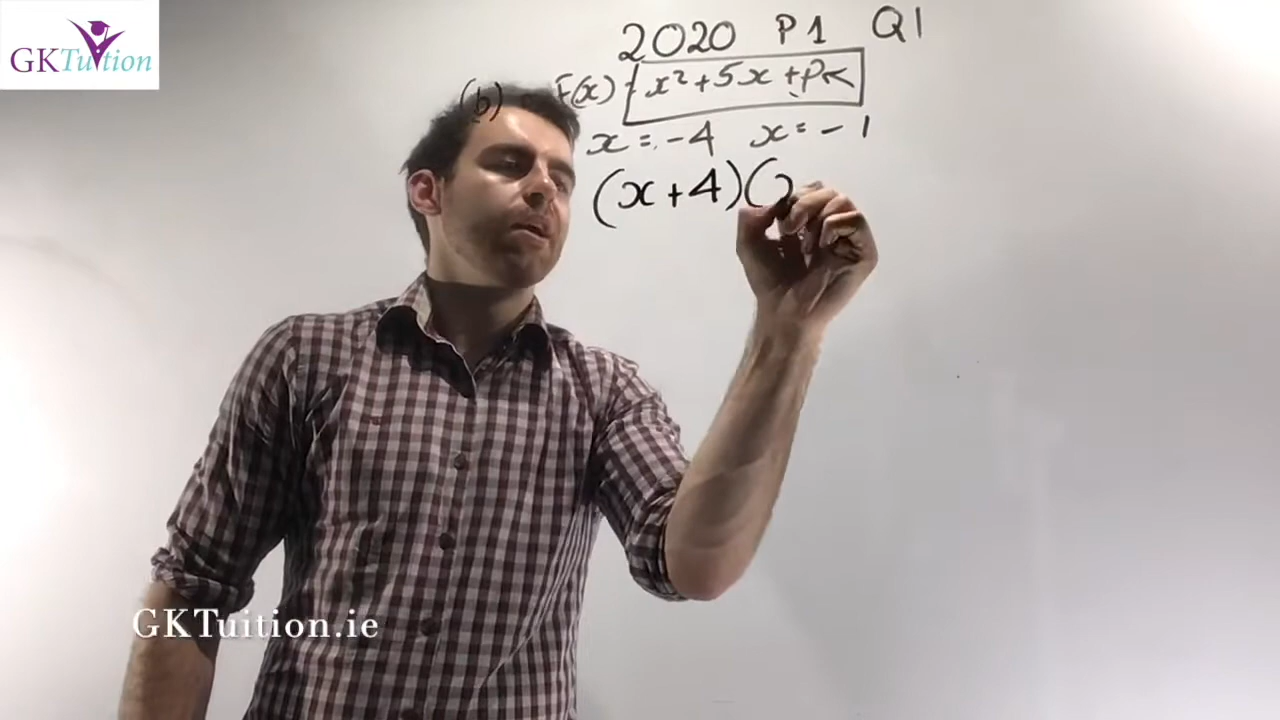 GKTuition
2020 P1 Q1
(b) F(x) = x² + 5x + p
x = -4 x = -1
(x + 4)(
GKTuition.ie